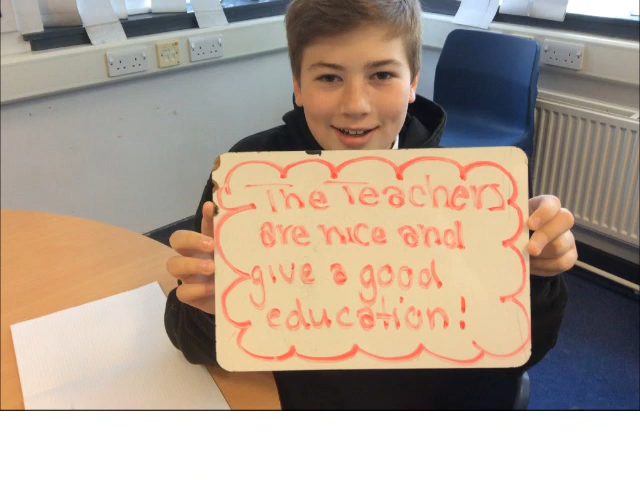 The Teachers
are nice and
give a good
education!